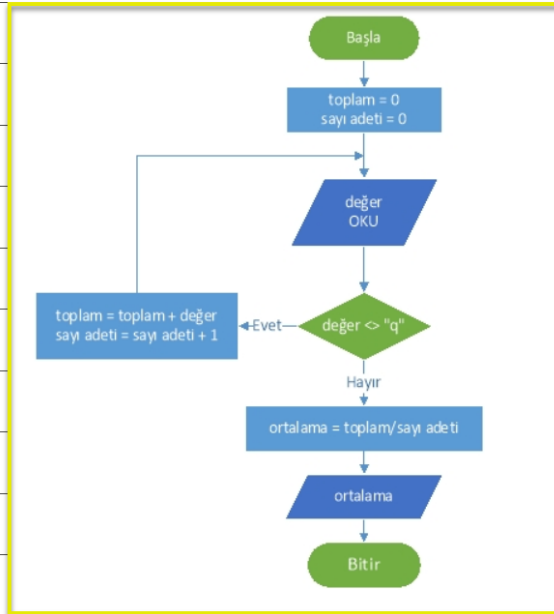 Başla
toplam = 0
sayı adeti = 0
değer
OKU
değer <> "q"
Evet
toplam = toplam + değer
sayı adeti = sayı adeti + 1
Hayır
ortalama = toplam/sayı adeti
ortalama
Bitir